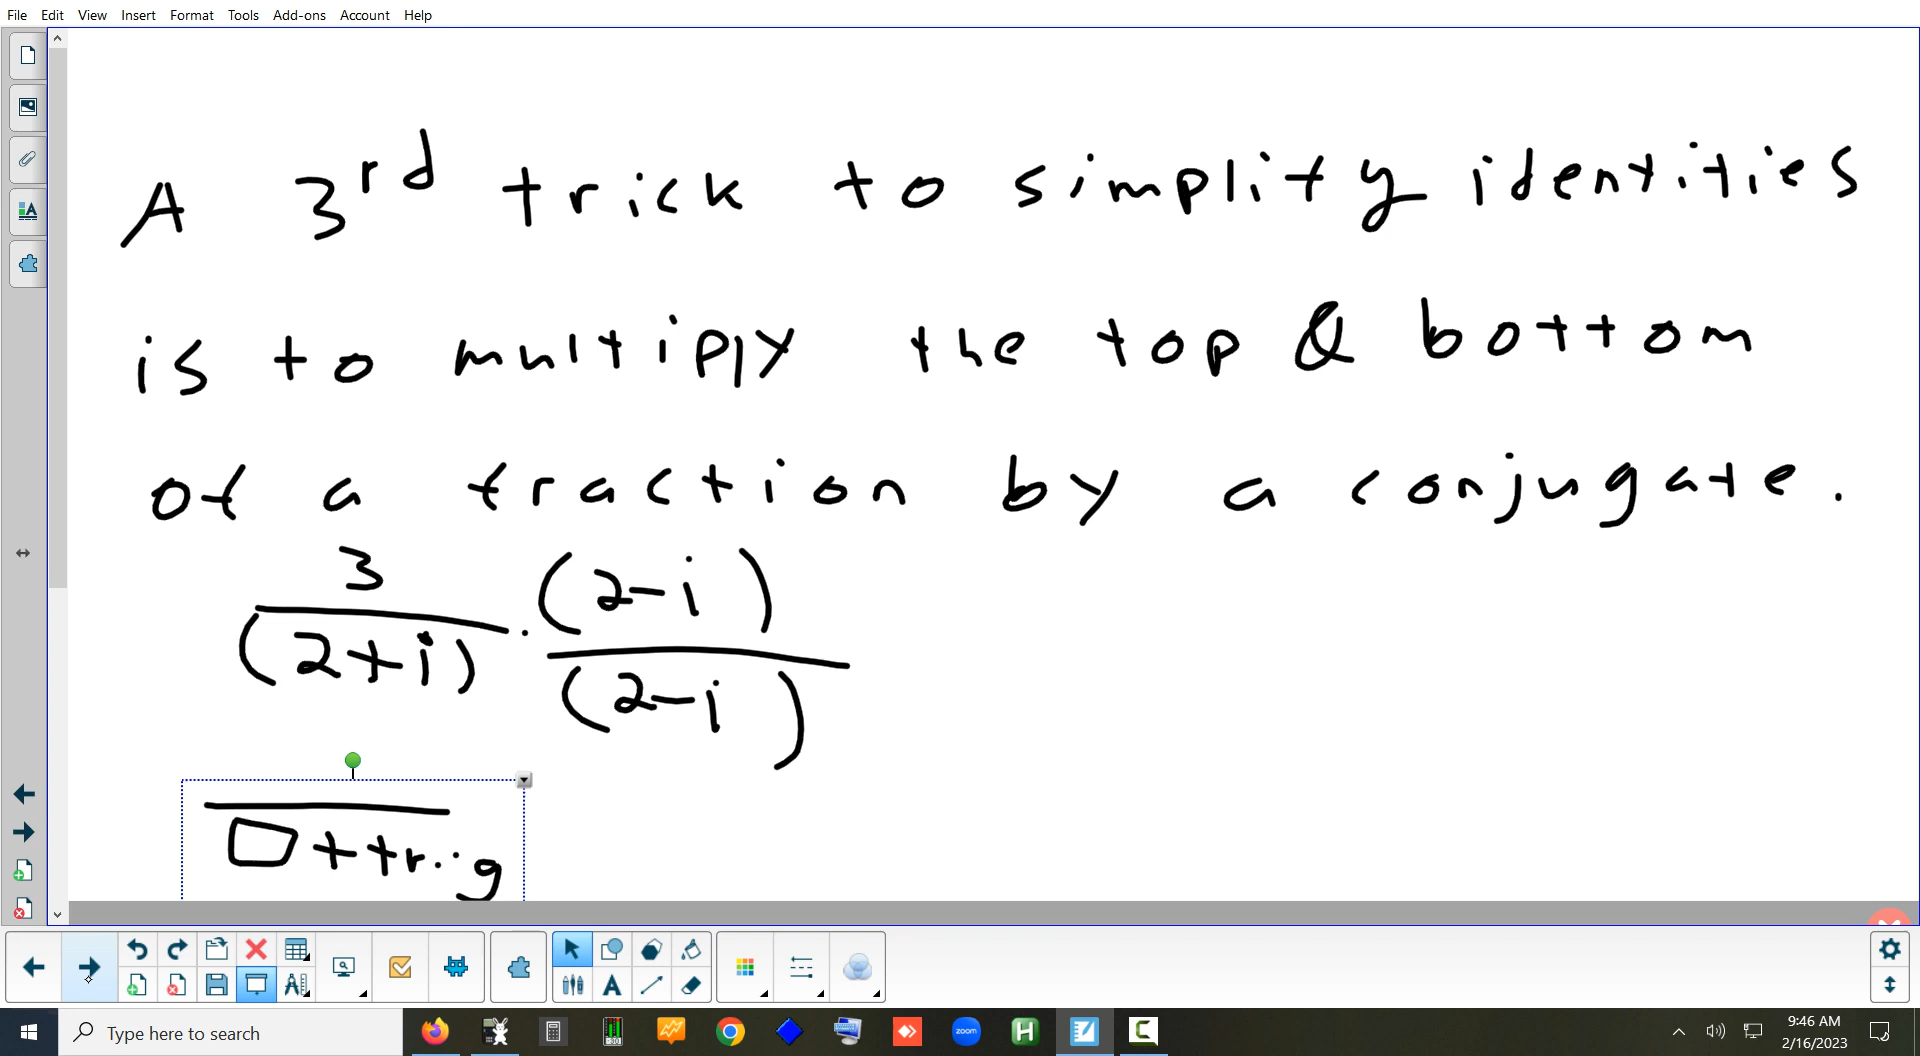 File Edit View Insert Format Tools Add-ons Account Help
A 3rd trick to simplify identities
is to multiply the top & bottom
of a fraction by a conjugate.
3 (2-i)
(2+i) · (2-i)
□ + trig
Type here to search
zoom
9:46 AM
2/16/2023